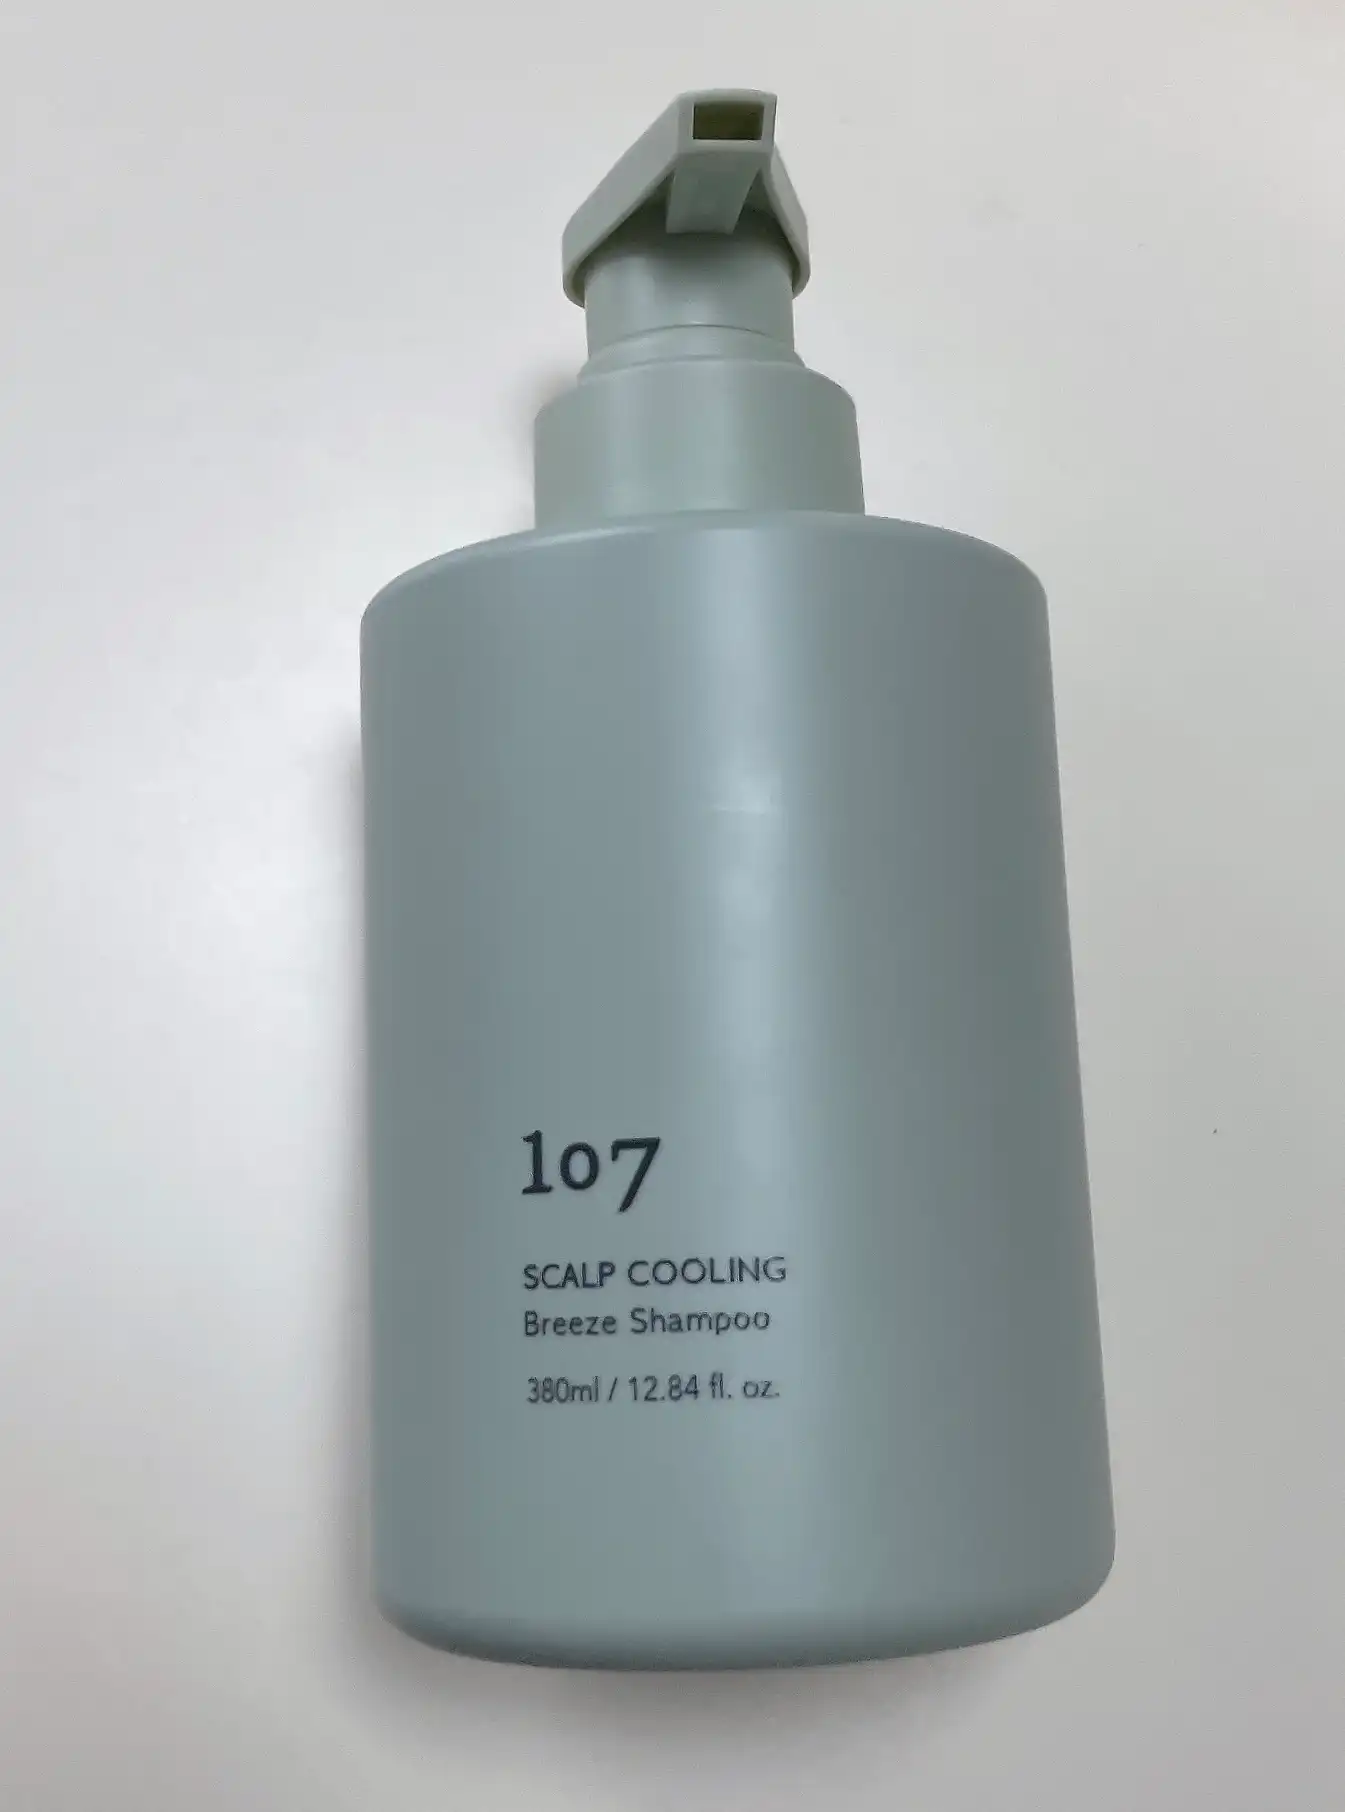 107
SCALP COOLING
Breeze Shampoo
380ml / 12.84 fl. oz.